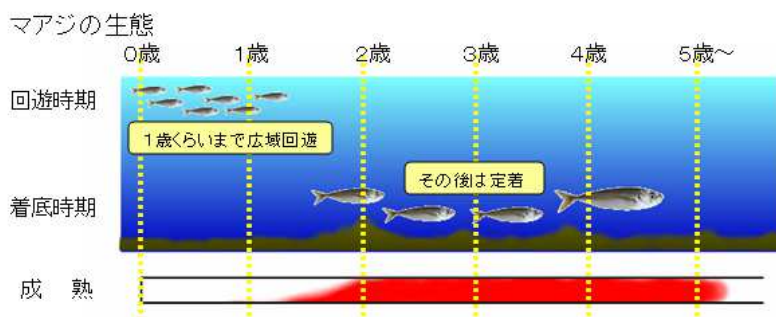 マアジの生態
0歳 1歳 2歳 3歳 4歳 5歳～
回遊時期
1歳くらいまで広域回遊
その後は定着
着底時期
成 熟